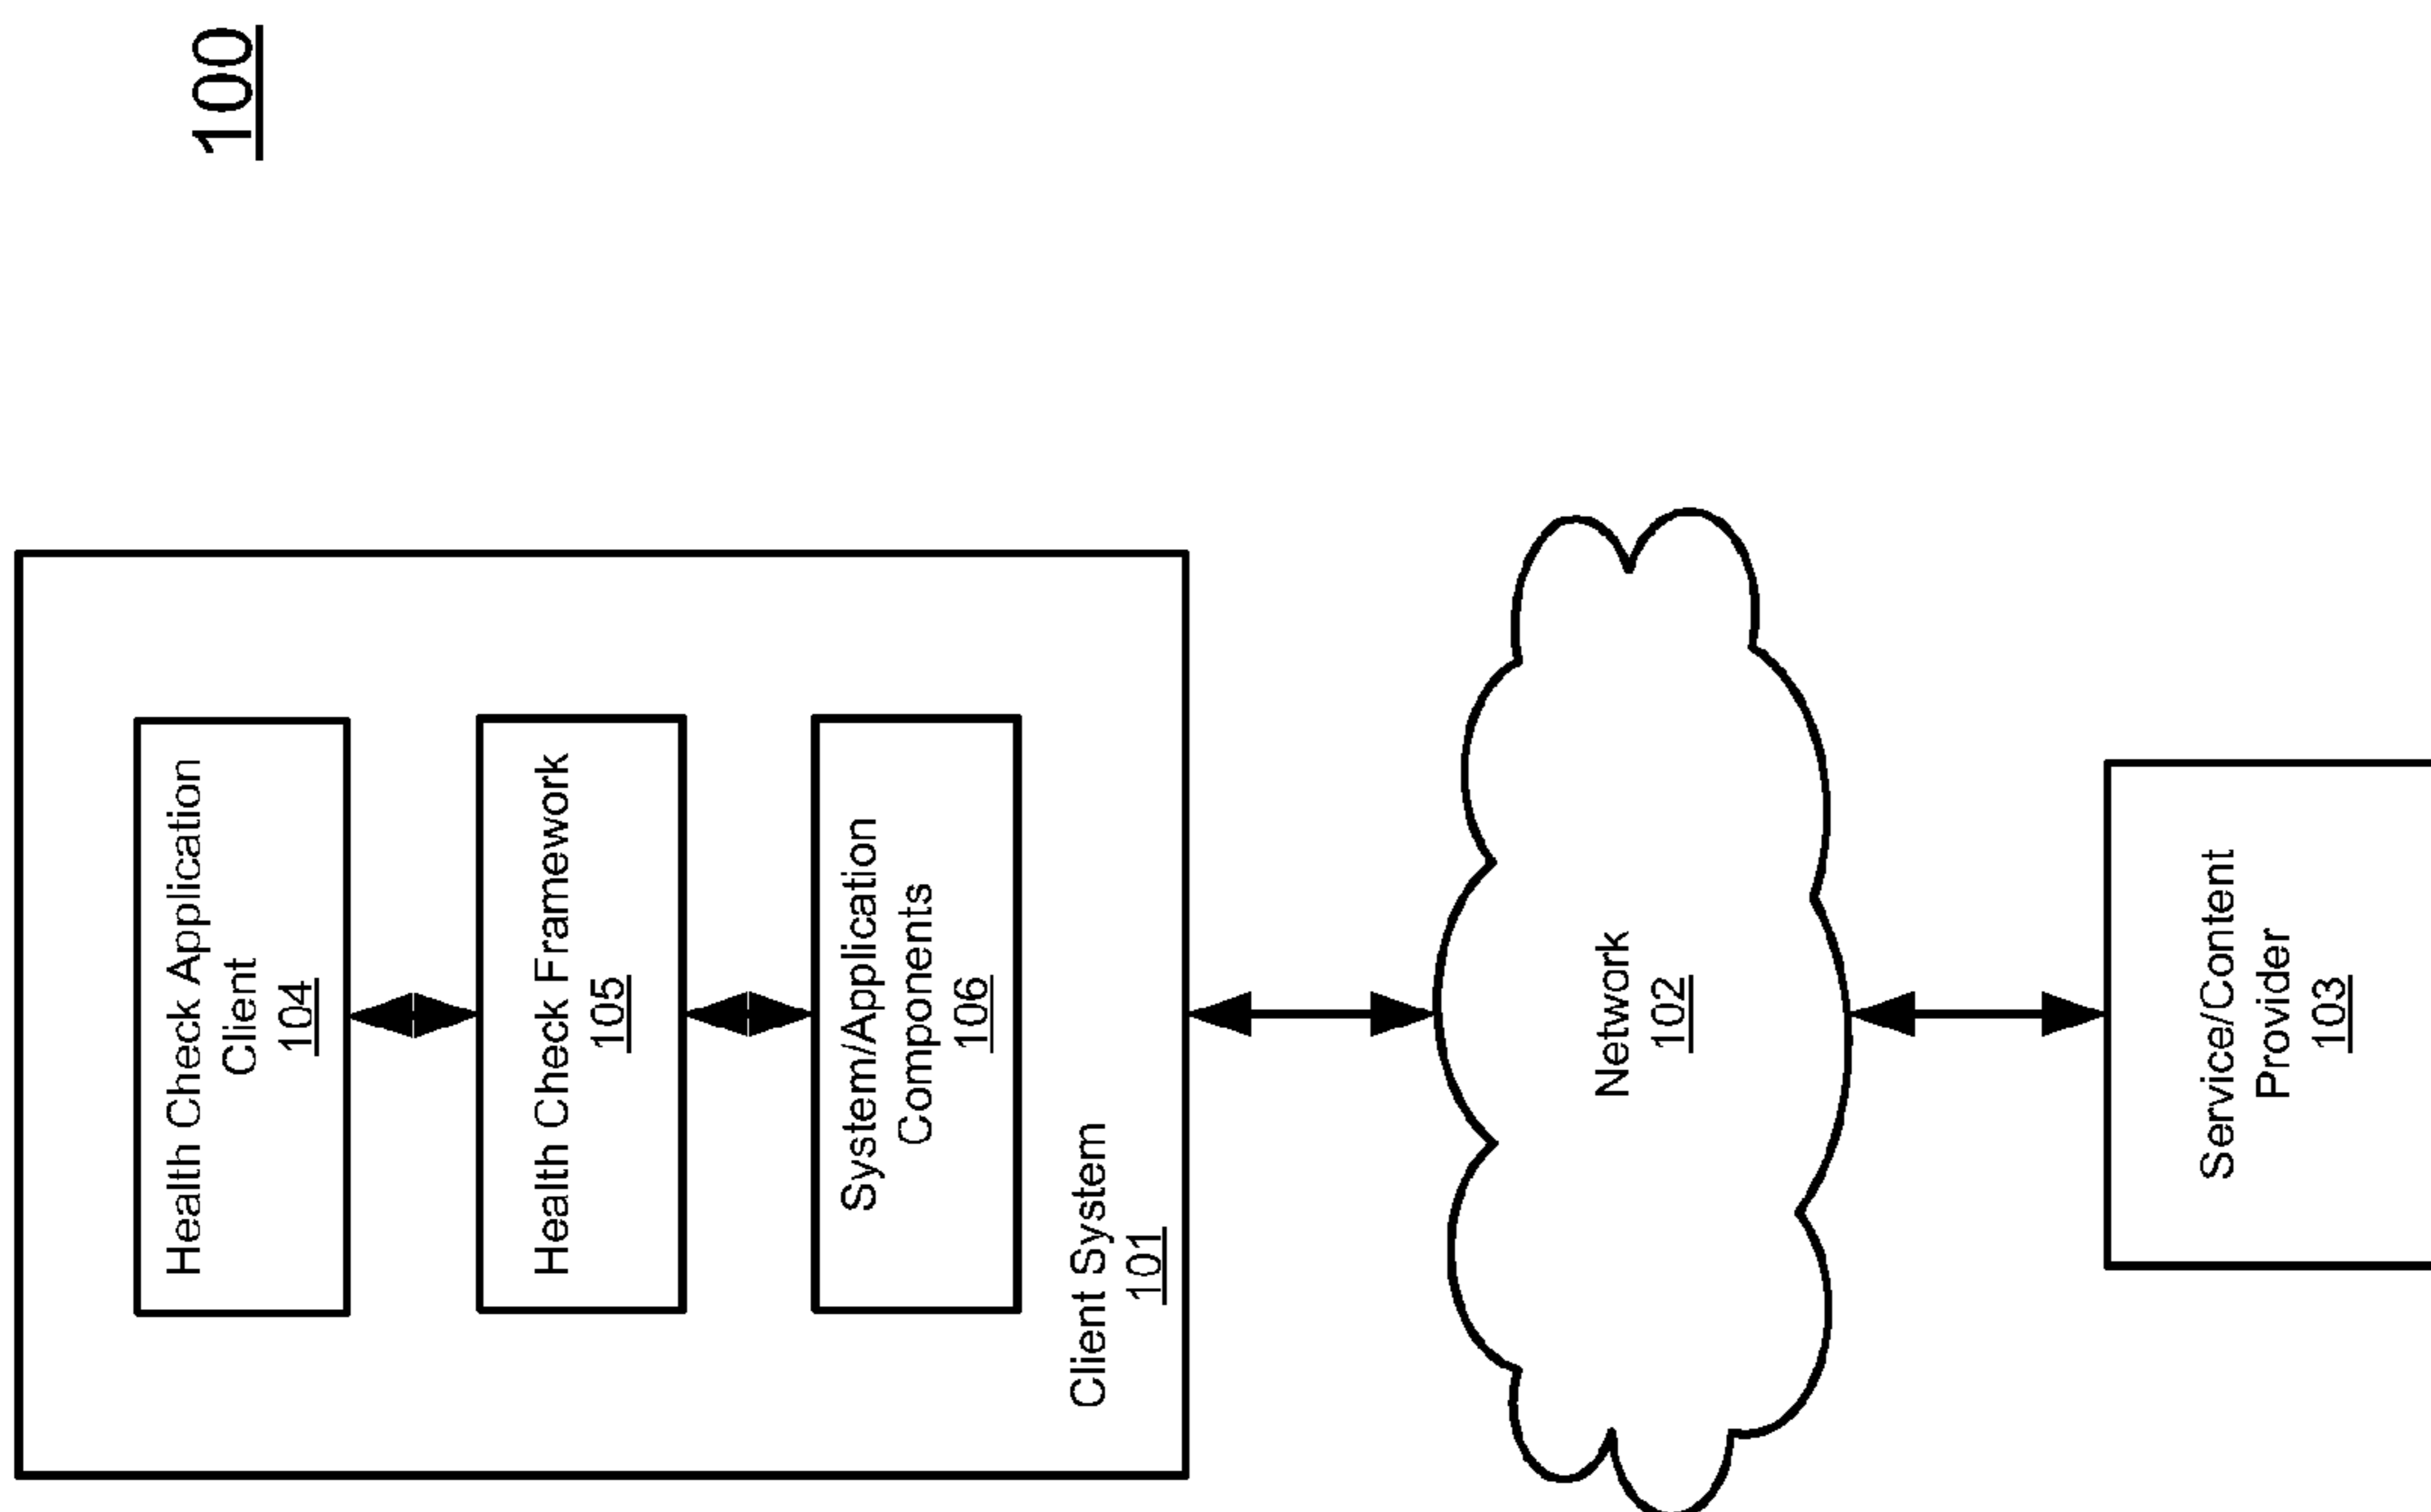 100
Health Check Application
Client
104
Health Check Framework
105
System/Application
Components
106
Client System
101
Network
102
Service/Content
Provider
103